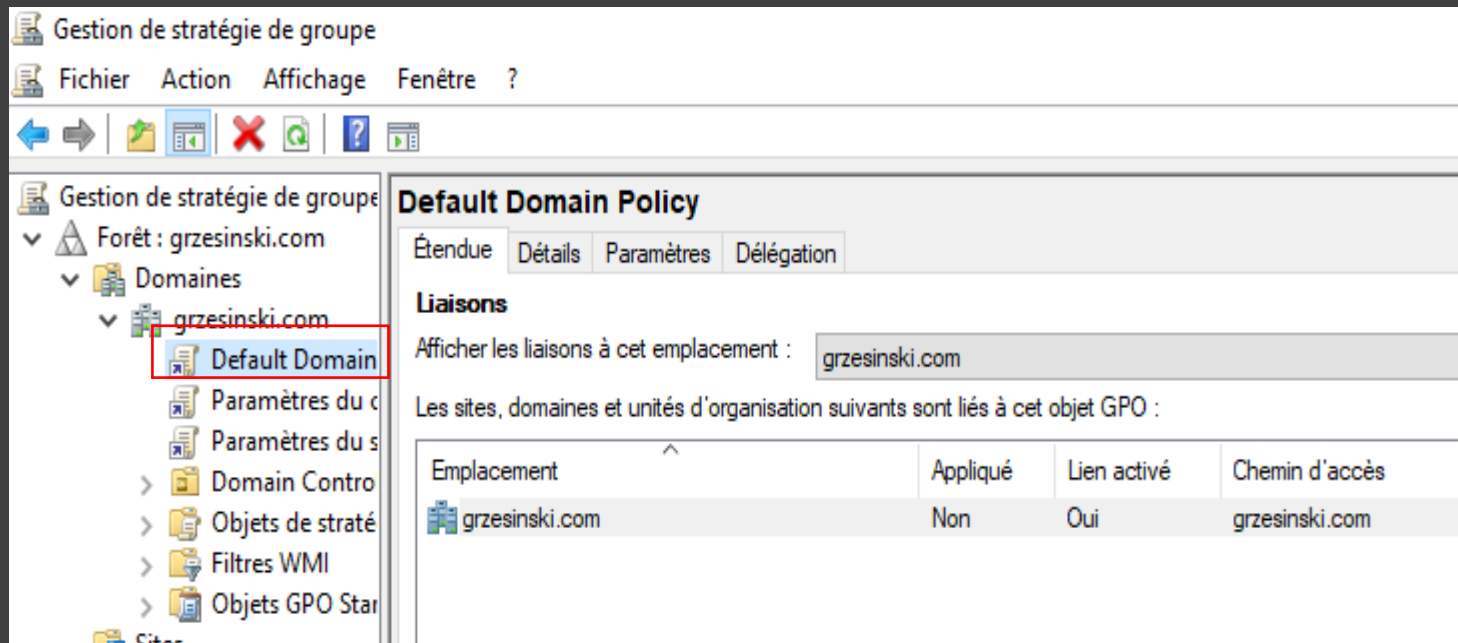 Gestion de stratégie de groupe
Fichier Action Affichage Fenêtre ?
Gestion de stratégie de groupe
Forêt : grzesinski.com
Domaines
grzesinski.com
Default Domain
Paramètres du
Paramètres du s
Domain Contro
Objets de straté
Filtres WMI
Objets GPO Star
Sites
Default Domain Policy
Étendue Détails Paramètres Délégation
Liaisons
Afficher les liaisons à cet emplacement : grzesinski.com
Les sites, domaines et unités d'organisation suivants sont liés à cet objet GPO :
Emplacement Appliqué Lien activé Chemin d'accès
grzesinski.com Non Oui grzesinski.com